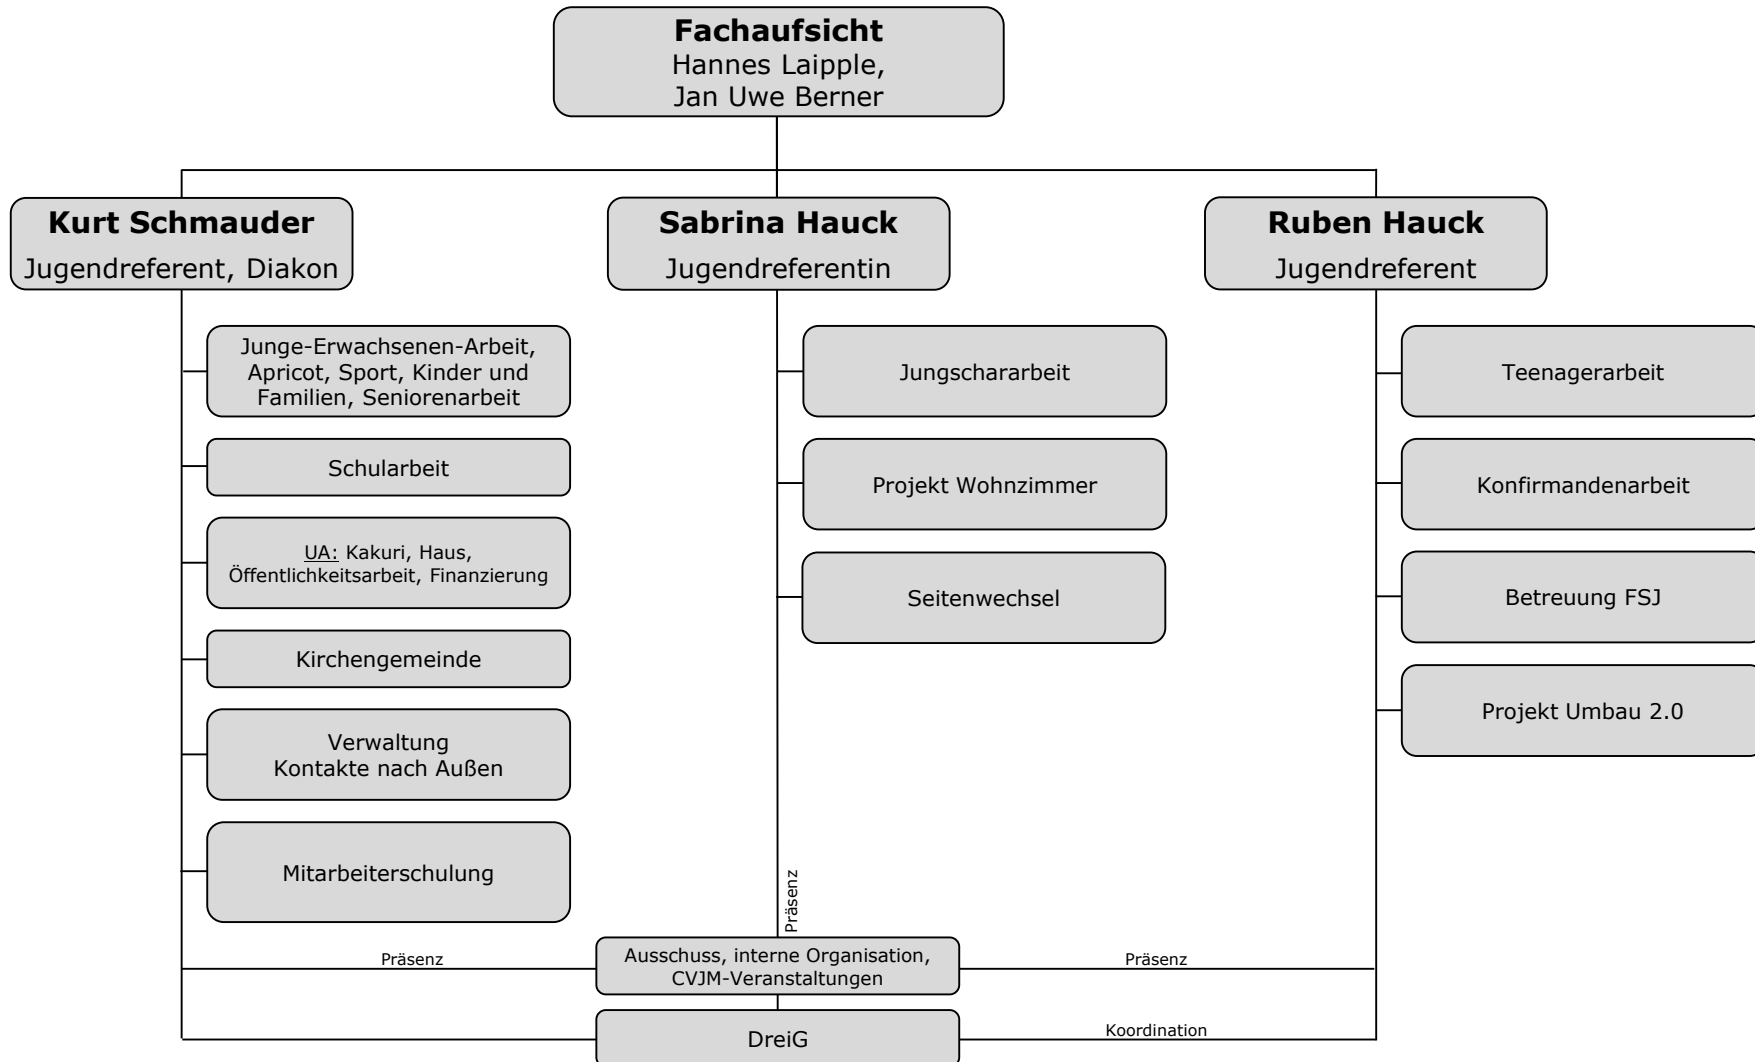 Fachaufsicht
Hannes Laipple,
Jan Uwe Berner
Kurt Schmauder
Jugendreferent, Diakon
Sabrina Hauck
Jugendreferentin
Ruben Hauck
Jugendreferent
Junge-Erwachsenen-Arbeit,
Apricot, Sport, Kinder und
Familien, Seniorenarbeit
Schularbeit
UA: Kakuri, Haus,
Öffentlichkeitsarbeit, Finanzierung
Kirchengemeinde
Verwaltung
Kontakte nach Außen
Mitarbeiterschulung
Jungschararbeit
Projekt Wohnzimmer
Seitenwechsel
Teenagerarbeit
Konfirmandenarbeit
Betreuung FSJ
Projekt Umbau 2.0
Präsenz
Präsenz
Ausschuss, interne Organisation,
CVJM-Veranstaltungen
Präsenz
DreiG
Koordination